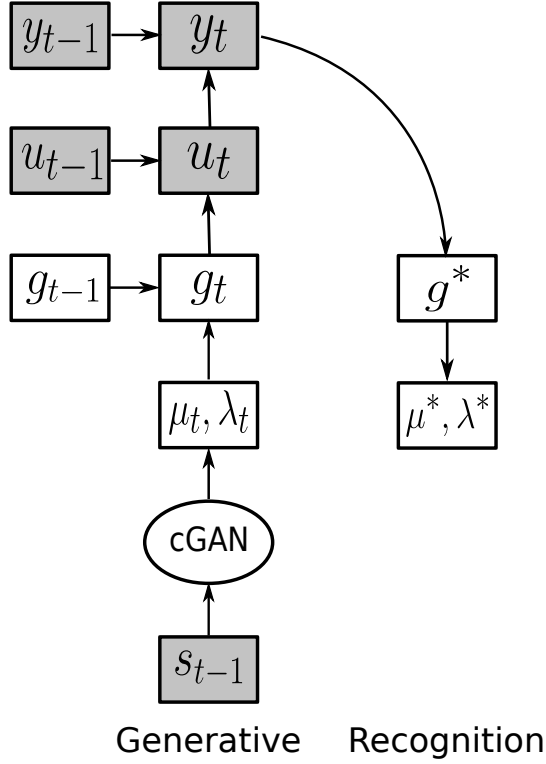 y_{t-1} y_t
u_{t-1} u_t
g_{t-1} g_t g^*
μ_t, λ_t μ^*, λ^*
cGAN
s_{t-1}
Generative Recognition